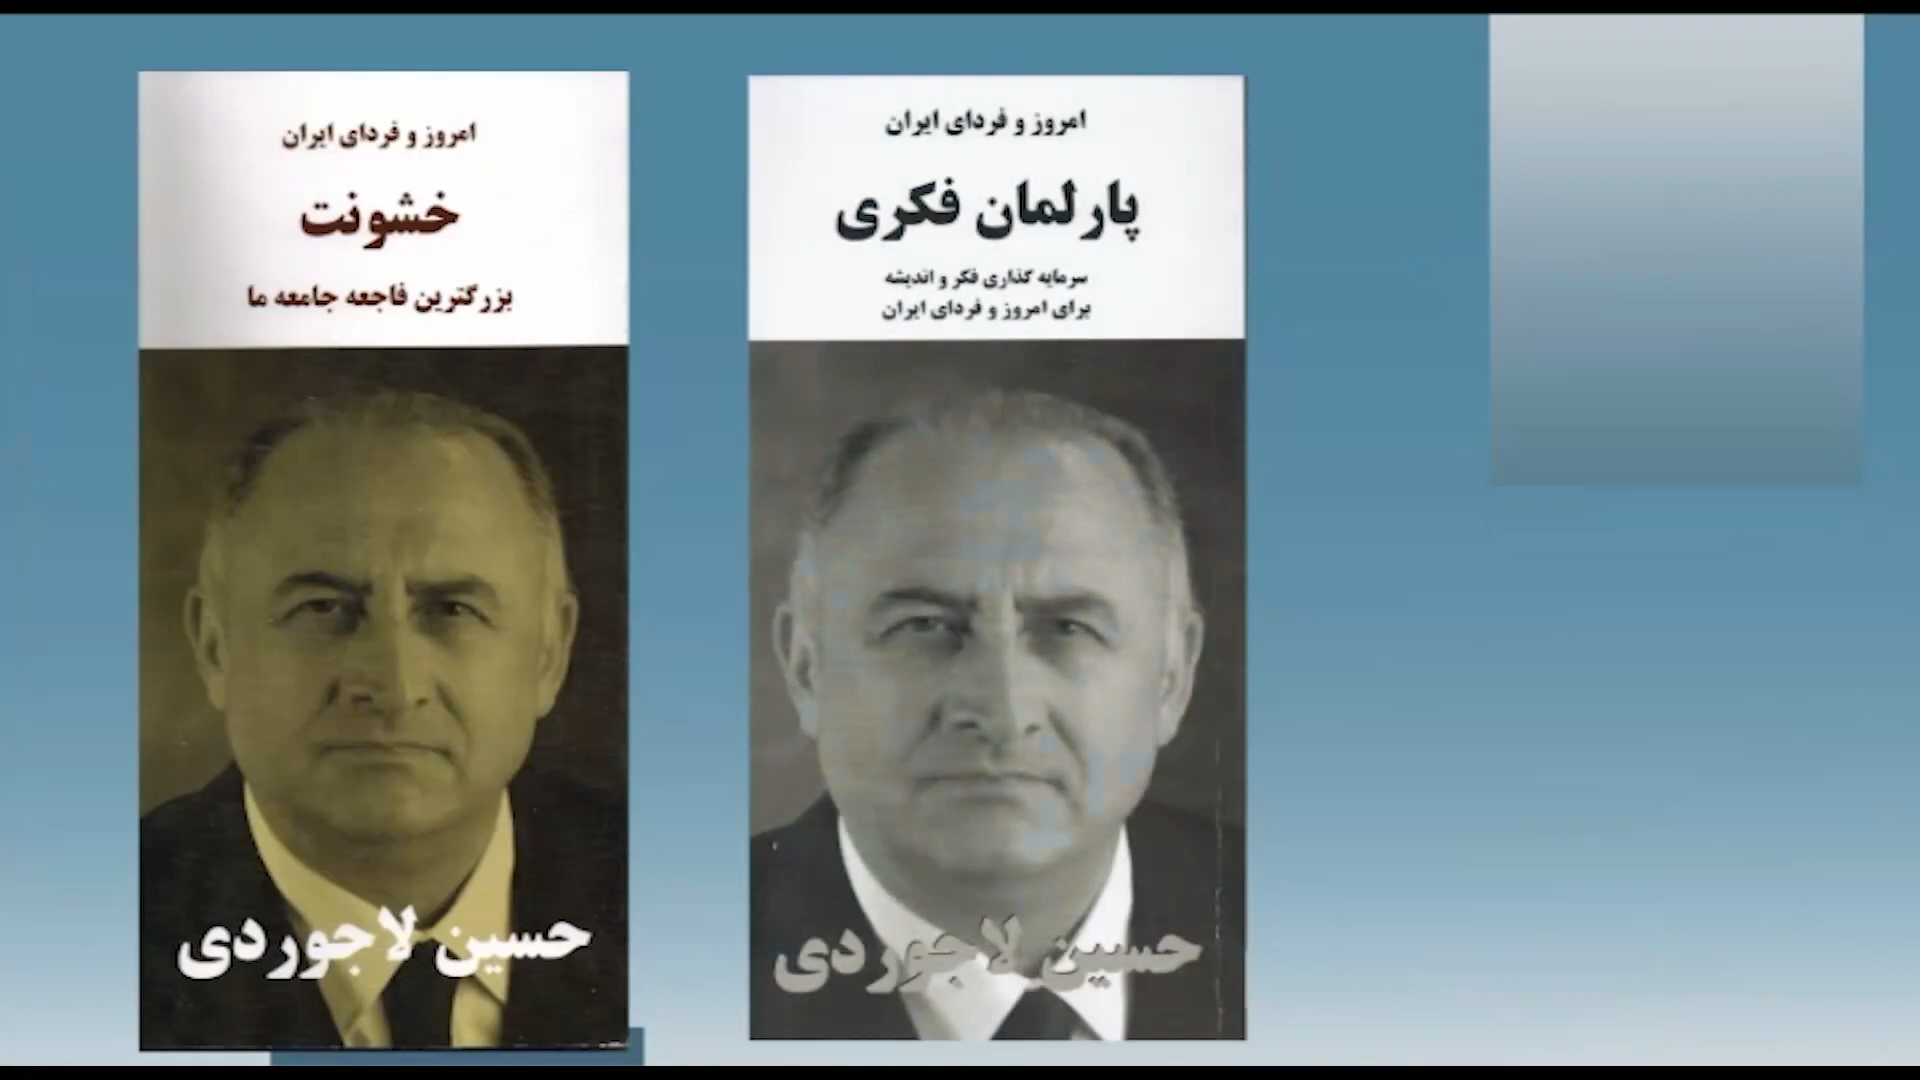 امروز و فردای ایران
خشونت
بزرگترین فاجعه جامعه ما
حسین لاجوردی
امروز و فردای ایران
پارلمان فکری
سرمایه گذاری فکر و اندیشه
برای امروز و فردای ایران
حسین لاجوردی